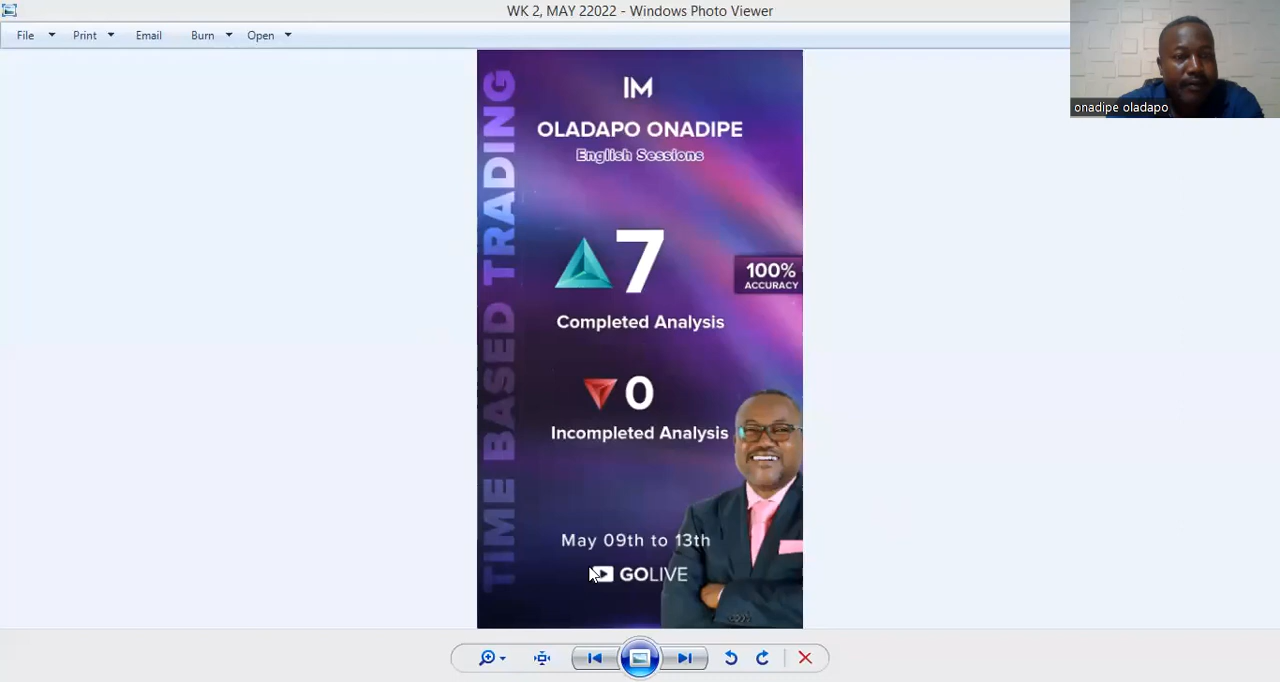 WK 2, MAY 22022 - Windows Photo Viewer
File Print Email Burn Open
onadipe oladapo
IM
OLADAPO ONADIPE
English Sessions
TIME BASED TRADING
7
100%
ACCURACY
Completed Analysis
0
Incompleted Analysis
May 09th to 13th
GOLIVE